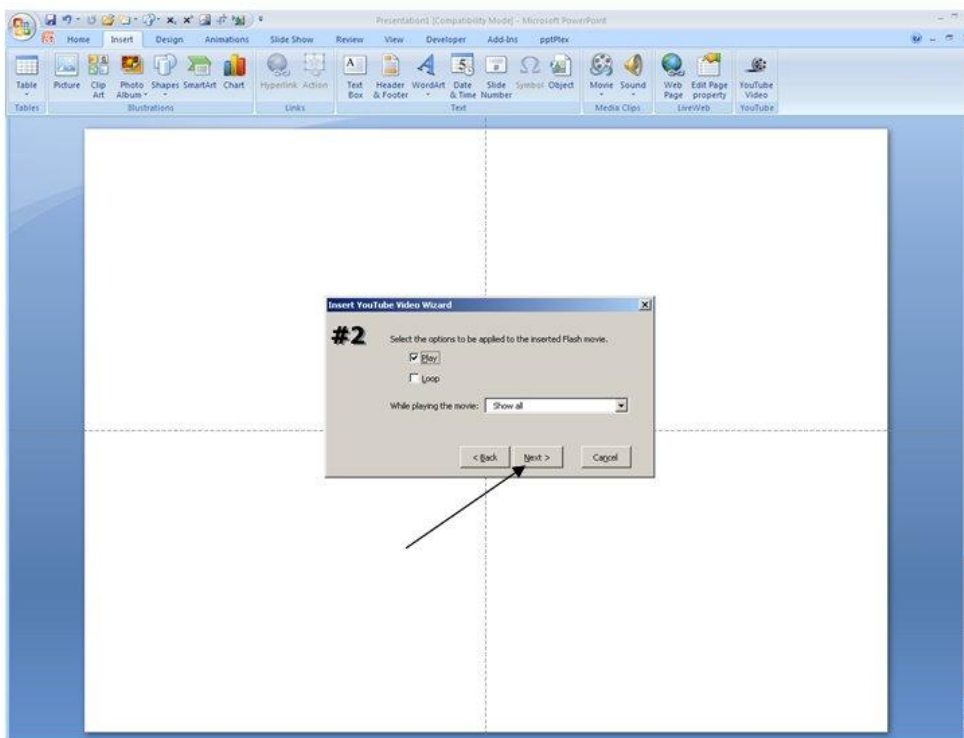 Presentation1 [Compatibility Mode] - Microsoft PowerPoint
Home Insert Design Animations Slide Show Review View Developer Add-Ins pptPlex
Table Picture Clip Art Photo Album Shapes SmartArt Chart Hyperlink Action Text Box Header & Footer WordArt Date & Time Slide Number Symbol Object Movie Sound Web Page Edit Page property YouTube Video
Tables Illustrations Links Text Media Clips LiveWeb YouTube
Insert YouTube Video Wizard
#2
Select the options to be applied to the inserted Flash movie.
Play
Loop
While playing the movie: Show all
< Back Next > Cancel